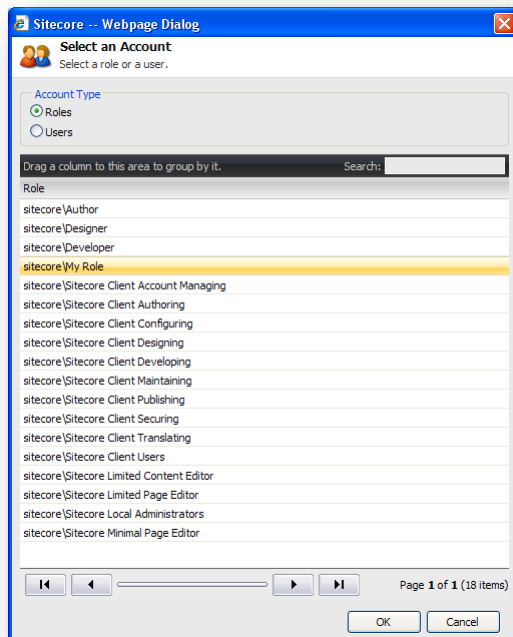 Sitecore -- Webpage Dialog
Select an Account
Select a role or a user.
Account Type
Roles
Users
Drag a column to this area to group by it. Search:
Role
sitecore\Author
sitecore\Designer
sitecore\Developer
sitecore\My Role
sitecore\Sitecore Client Account Managing
sitecore\Sitecore Client Authoring
sitecore\Sitecore Client Configuring
sitecore\Sitecore Client Designing
sitecore\Sitecore Client Developing
sitecore\Sitecore Client Maintaining
sitecore\Sitecore Client Publishing
sitecore\Sitecore Client Securing
sitecore\Sitecore Client Translating
sitecore\Sitecore Client Users
sitecore\Sitecore Limited Content Editor
sitecore\Sitecore Limited Page Editor
sitecore\Sitecore Local Administrators
sitecore\Sitecore Minimal Page Editor
Page 1 of 1 (18 items)
OK Cancel